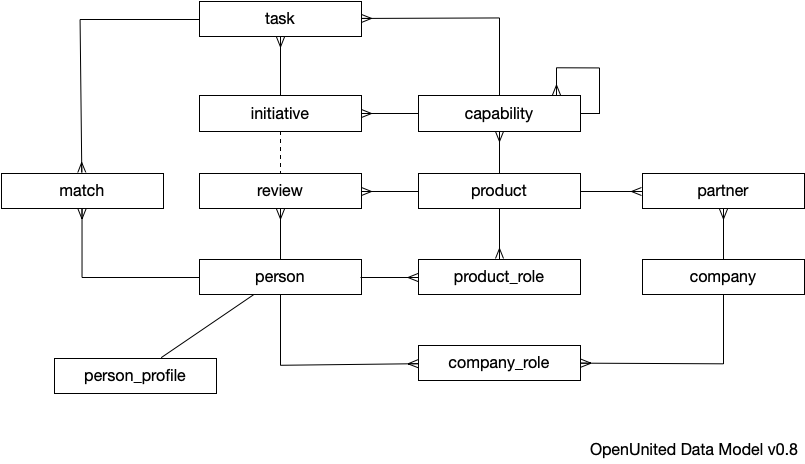 task
initiative
capability
match
review
product
partner
person
product_role
company
person_profile
company_role
OpenUnited Data Model v0.8